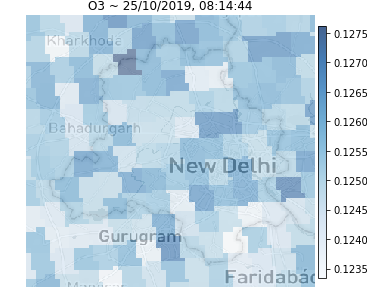 O3 ~ 25/10/2019, 08:14:44
Kharkhoda
Bahadurgarh
New Delhi
Gurugram
Faridabad
0.1275
0.1270
0.1265
0.1260
0.1255
0.1250
0.1245
0.1240
0.1235